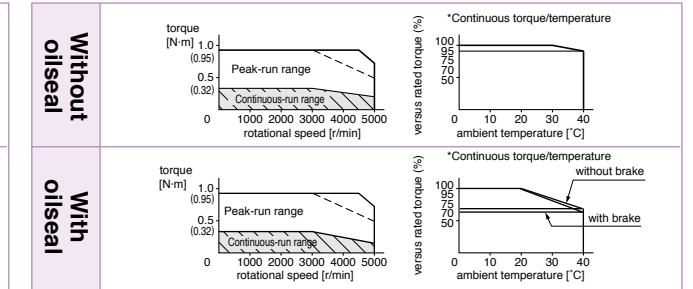 Without
oilseal
torque
[N·m]
1.0
(0.95)
0.5
(0.32)
Peak-run range
Continuous-run range
0 1000 2000 3000 4000 5000
rotational speed [r/min]
*Continuous torque/temperature
versus rated torque (%)
100
95
75
70
50
0 10 20 30 40
ambient temperature [˚C]
With
oilseal
torque
[N·m]
1.0
(0.95)
0.5
(0.32)
Peak-run range
Continuous-run range
0 1000 2000 3000 4000 5000
rotational speed [r/min]
*Continuous torque/temperature
without brake
versus rated torque (%)
100
95
75
70
50
with brake
0 10 20 30 40
ambient temperature [˚C]